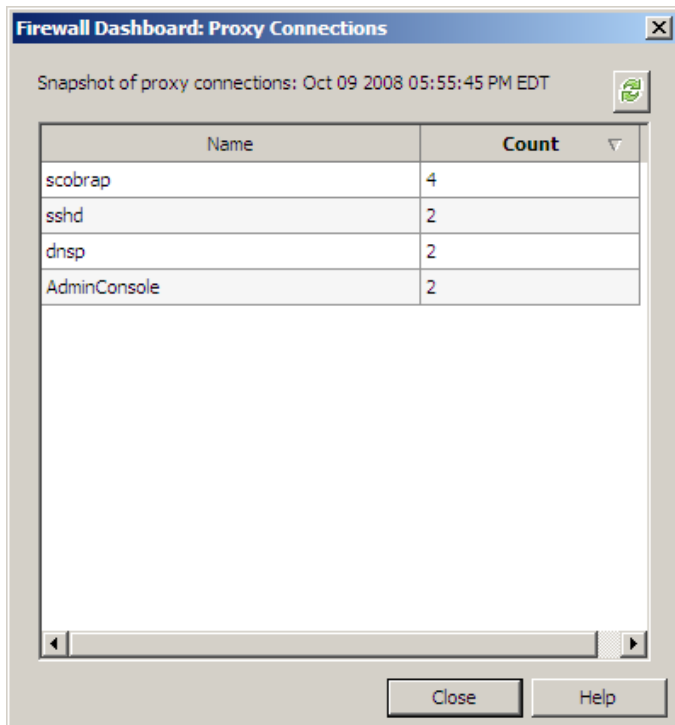 Firewall Dashboard: Proxy Connections
Snapshot of proxy connections: Oct 09 2008 05:55:45 PM EDT
Name Count
scobrap 4
sshd 2
dnsp 2
AdminConsole 2
Close Help